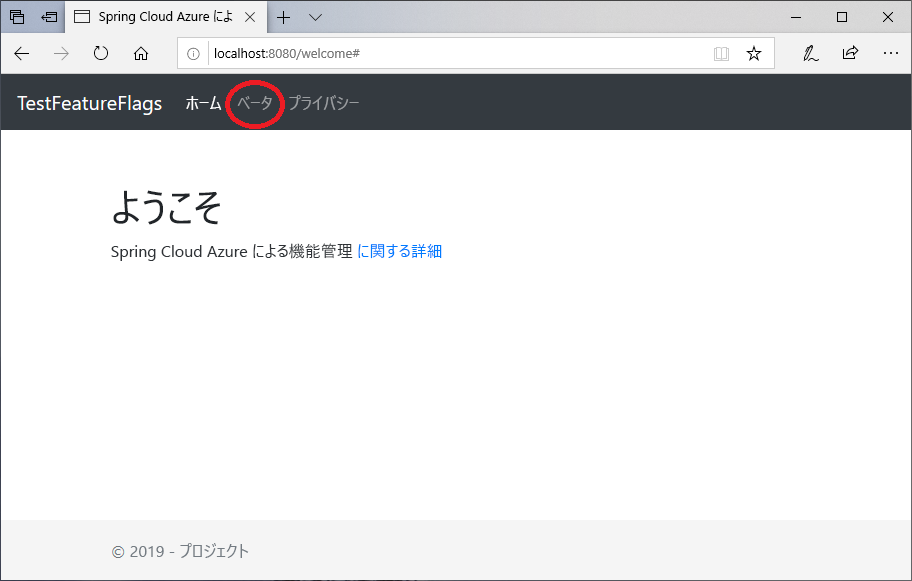 Spring Cloud Azure によ
localhost:8080/welcome#
TestFeatureFlags ホーム ベータ プライバシー
ようこそ
Spring Cloud Azure による機能管理 に関する詳細
© 2019 - プロジェクト